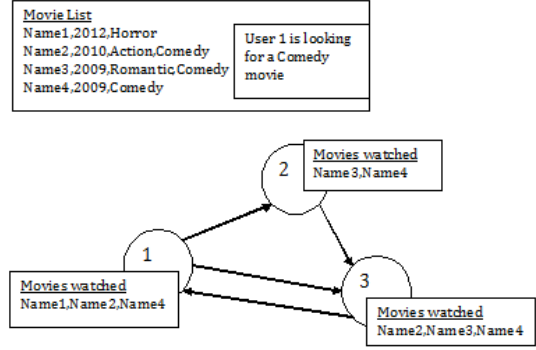 Movie List
Name1,2012,Horror
Name2,2010,Action,Comedy
Name3,2009,Romantic,Comedy
Name4,2009,Comedy
User 1 is looking
for a Comedy
movie
2
Movies watched
Name3,Name4
1
Movies watched
Name1,Name2,Name4
3
Movies watched
Name2,Name3,Name4